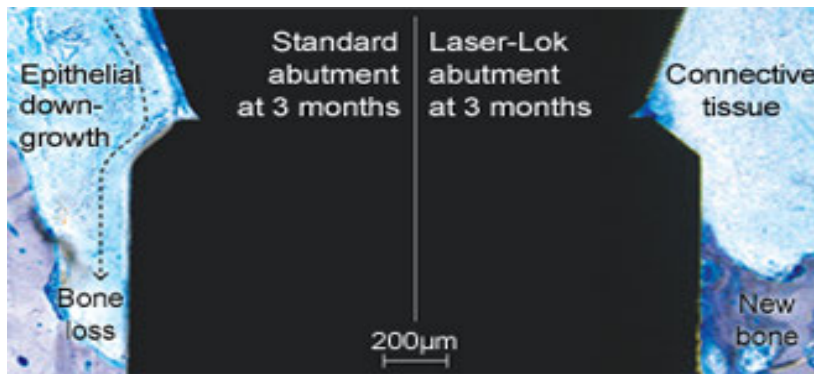 Epithelial
down-
growth
Bone
loss
Standard
abutment
at 3 months
Laser-Lok
abutment
at 3 months
200µm
Connective
tissue
New
bone